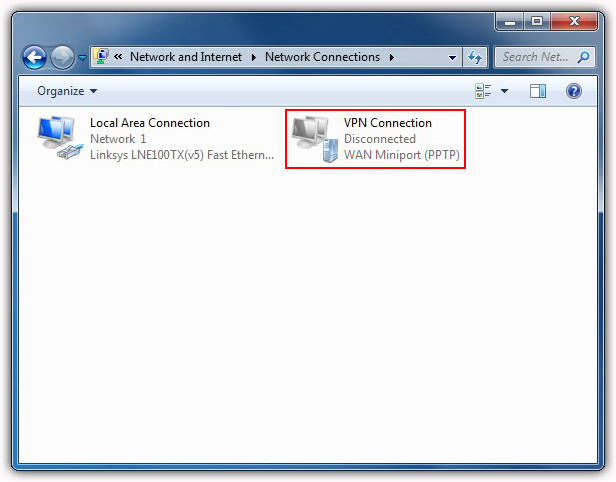 « Network and Internet ▸ Network Connections ▸
Search Net...
Organize
Local Area Connection
Network 1
Linksys LNE100TX(v5) Fast Ethern...
VPN Connection
Disconnected
WAN Miniport (PPTP)